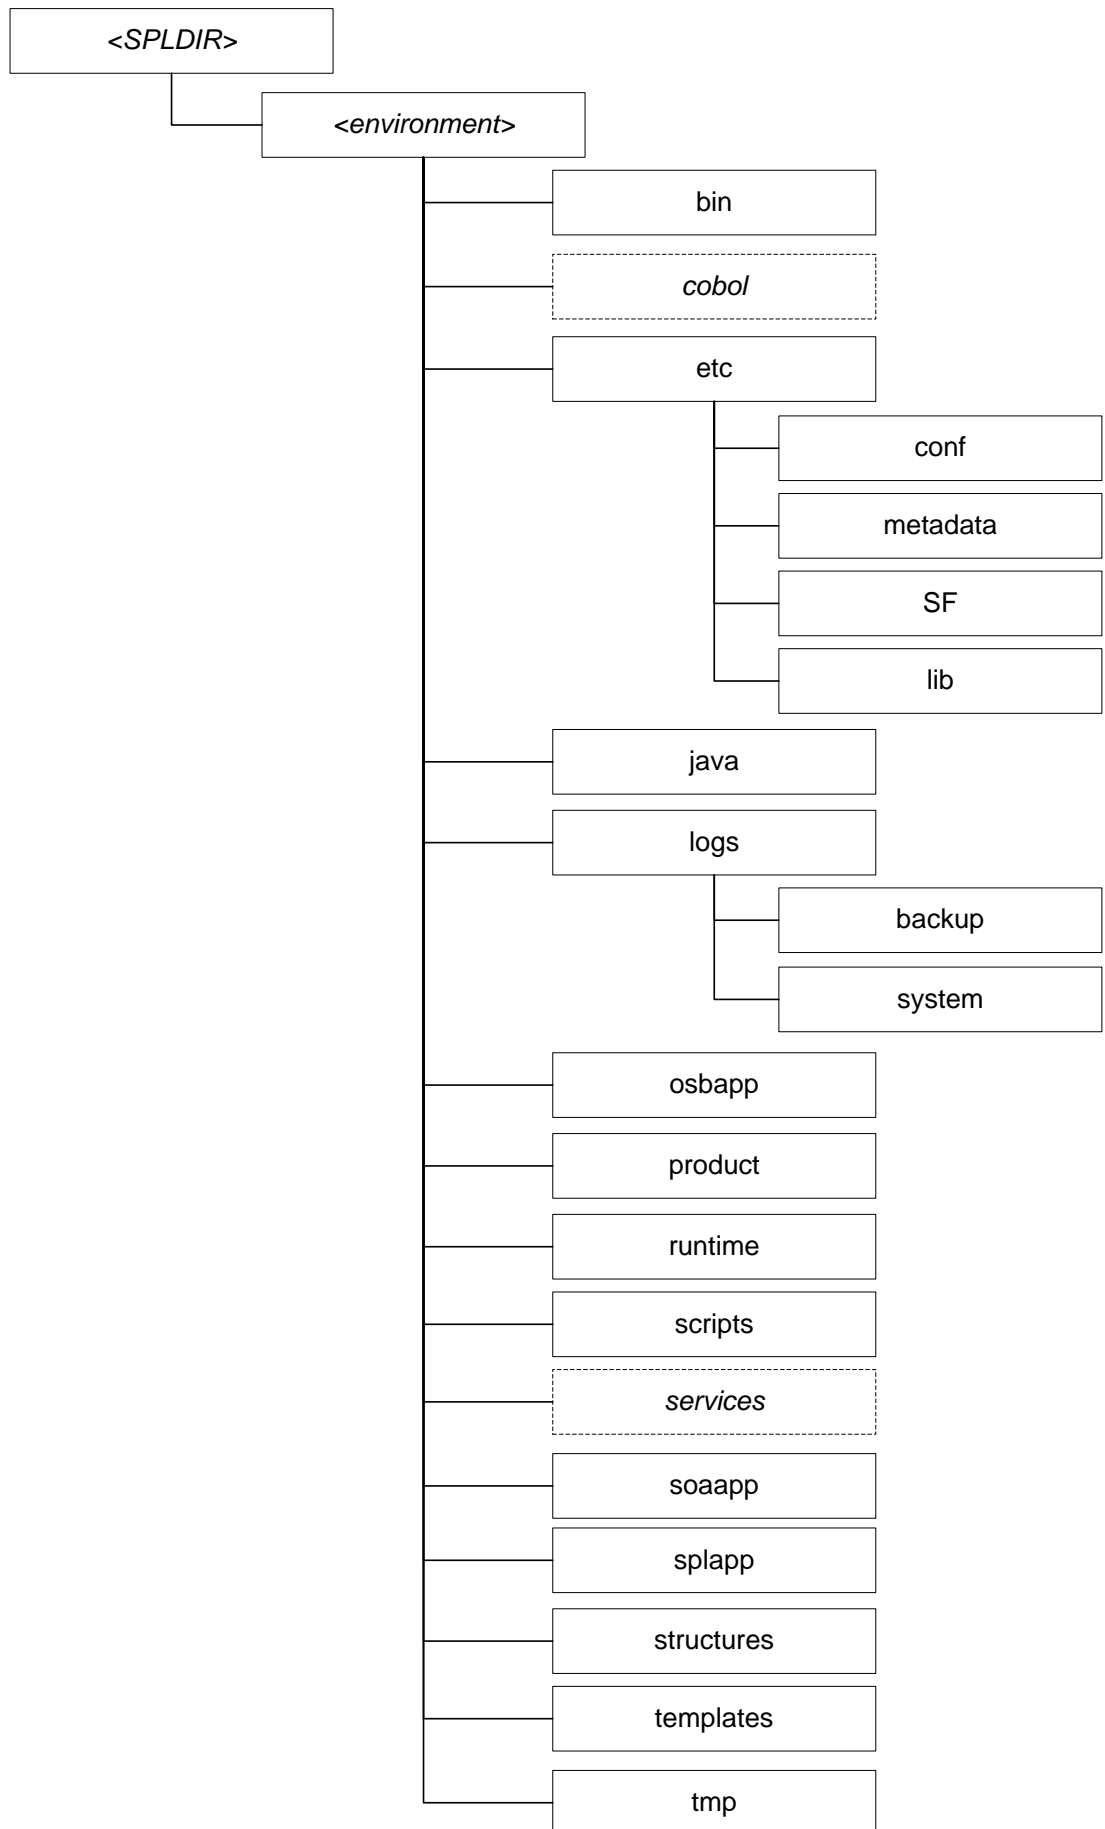 <SPLDIR>
<environment>
bin
cobol
etc
conf
metadata
SF
lib
java
logs
backup
system
osbapp
product
runtime
scripts
services
soaapp
splapp
structures
templates
tmp